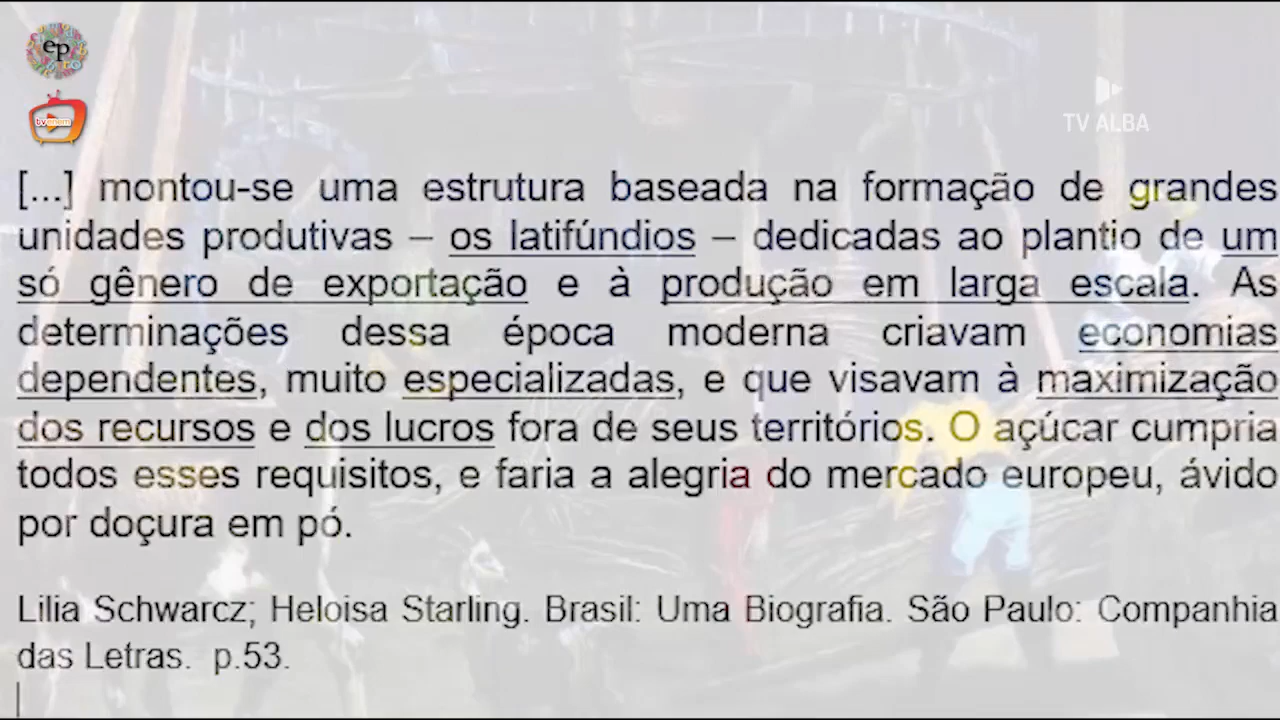 ep
tvenem
TV ALBA
[...] montou-se uma estrutura baseada na formação de grandes
unidades produtivas – os latifúndios – dedicadas ao plantio de um
só gênero de exportação e à produção em larga escala. As
determinações dessa época moderna criavam economias
dependentes, muito especializadas, e que visavam à maximização
dos recursos e dos lucros fora de seus territórios. O açúcar cumpria
todos esses requisitos, e faria a alegria do mercado europeu, ávido
por doçura em pó.
Lilia Schwarcz; Heloisa Starling. Brasil: Uma Biografia. São Paulo: Companhia
das Letras. p.53.